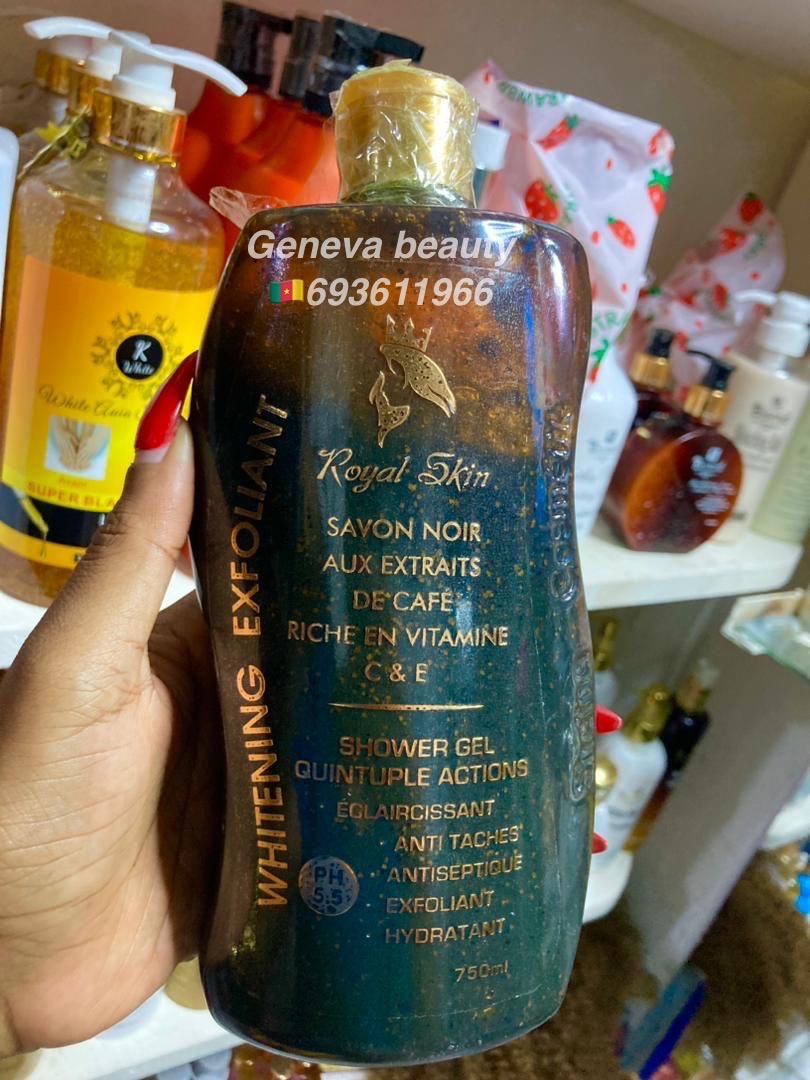 Geneva beauty
🇨🇲693611966
Royal Skin
SAVON NOIR
AUX EXTRAITS
DE CAFÉ
RICHE EN VITAMINE
C & E
SHOWER GEL
QUINTUPLE ACTIONS
ÉCLAIRCISSANT
ANTI TACHES
ANTISEPTIQUE
EXFOLIANT
HYDRATANT
PH
5.5
750ml
WHITENING EXFOLIANT
K
White
SUPER